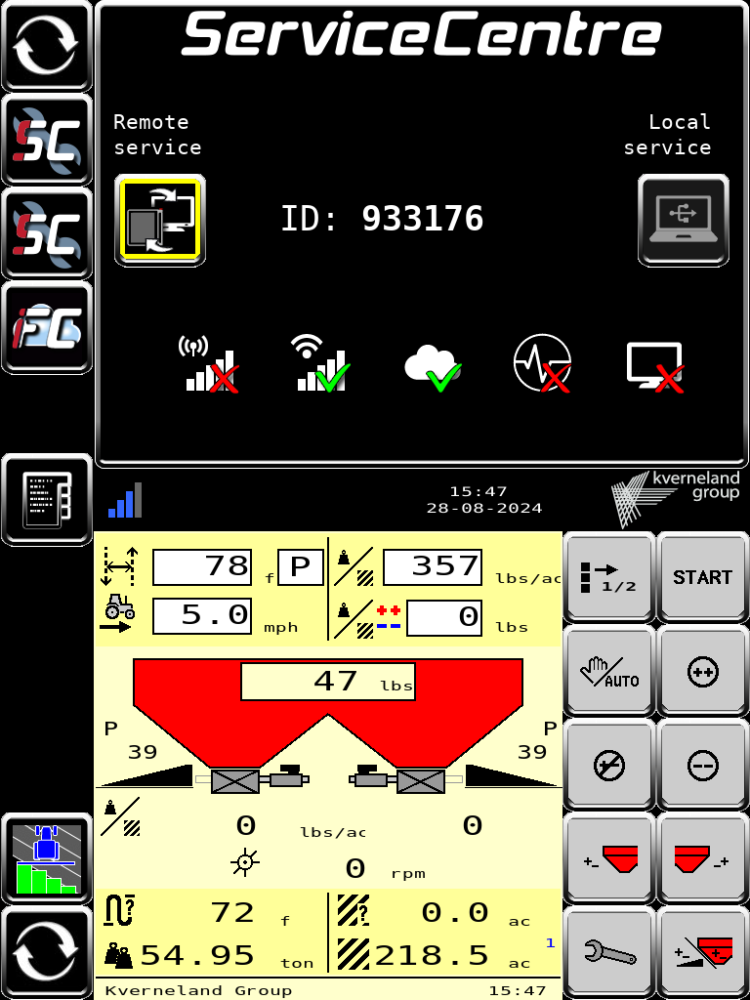 ServiceCentre
Remote service
Local service
ID: 933176
SC
SC
iFC
15:47
28-08-2024
kverneland group
78 f P
357 lbs/ac
5.0 mph
0 lbs
1/2
START
47 lbs
AUTO
P
39
P
39
0 lbs/ac 0
0 rpm
72 f
0.0 ac
54.95 ton
218.5 ac 1
Kverneland Group 15:47